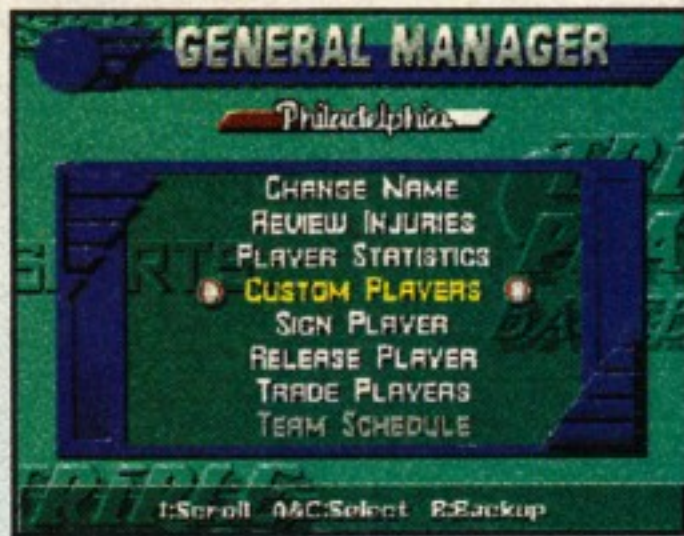 GENERAL MANAGER
Philadelphia
CHANGE NAME
REVIEW INJURIES
PLAYER STATISTICS
CUSTOM PLAYERS
SIGN PLAYER
RELEASE PLAYER
TRADE PLAYERS
TEAM SCHEDULE
TRIPLE
:Scroll A&C:Select B:Backup